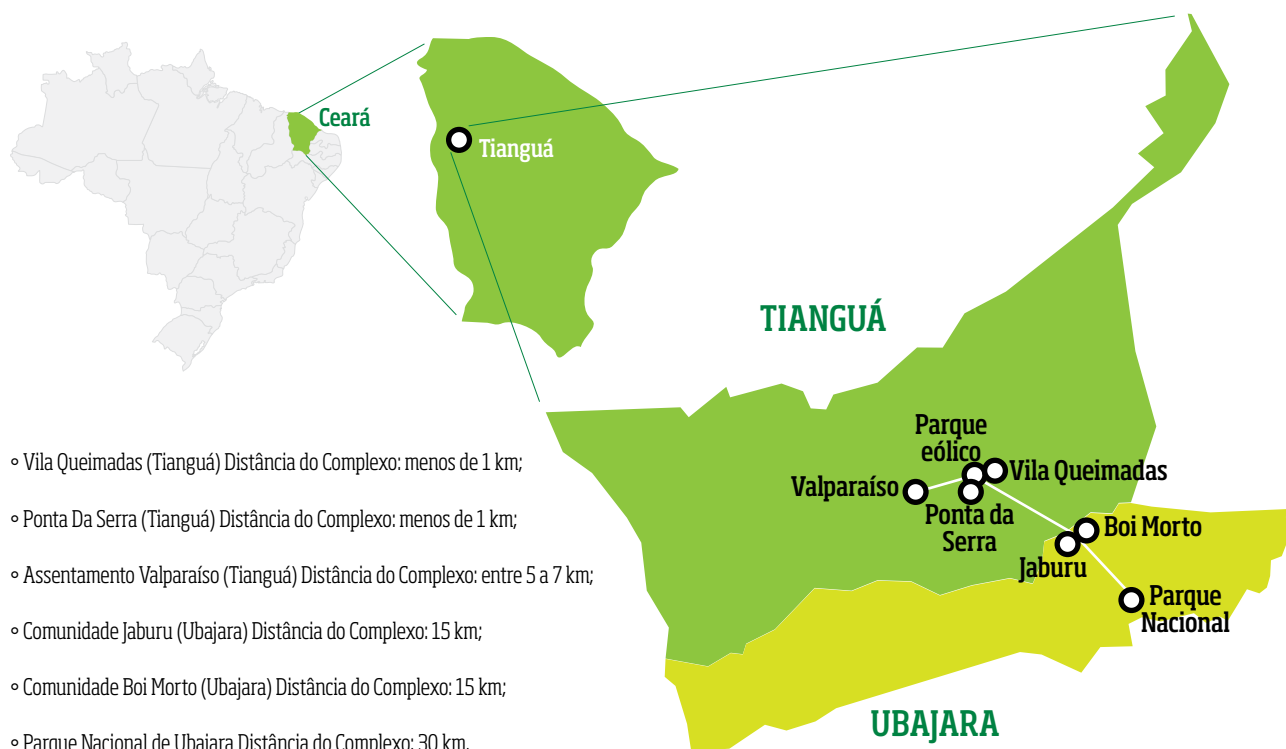 Ceará
Tianguá
TIANGUÁ
Parque
eólico
Vila Queimadas
Valparaíso
Ponta da
Serra
Boi Morto
Jaburu
Parque
Nacional
UBAJARA
◦ Vila Queimadas (Tianguá) Distância do Complexo: menos de 1 km;
◦ Ponta Da Serra (Tianguá) Distância do Complexo: menos de 1 km;
◦ Assentamento Valparaíso (Tianguá) Distância do Complexo: entre 5 a 7 km;
◦ Comunidade Jaburu (Ubajara) Distância do Complexo: 15 km;
◦ Comunidade Boi Morto (Ubajara) Distância do Complexo: 15 km;
◦ Parque Nacional de Ubajara Distância do Complexo: 30 km.